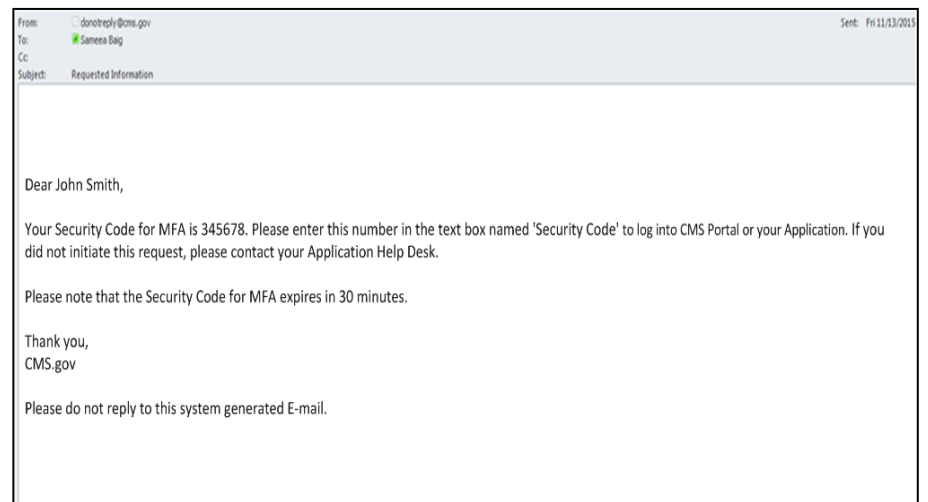 From: donotreply@cms.gov Sent: Fri 11/13/2015
To: Sameea Baig
Cc
Subject: Requested Information
Dear John Smith,
Your Security Code for MFA is 345678. Please enter this number in the text box named 'Security Code' to log into CMS Portal or your Application. If you
did not initiate this request, please contact your Application Help Desk.
Please note that the Security Code for MFA expires in 30 minutes.
Thank you,
CMS.gov
Please do not reply to this system generated E-mail.